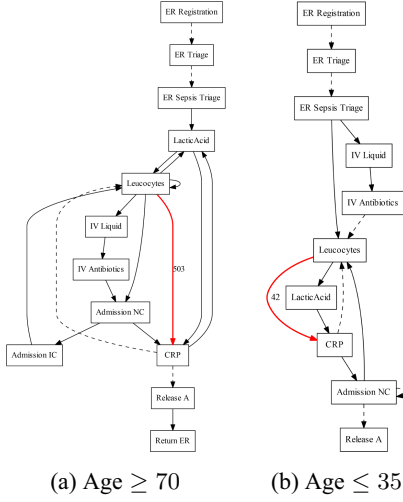 ER Registration
ER Triage
ER Sepsis Triage
LacticAcid
Leucocytes
IV Liquid
503
IV Antibiotics
Admission NC
Admission IC
CRP
Release A
Return ER
(a) Age ≥ 70
ER Registration
ER Triage
ER Sepsis Triage
IV Liquid
IV Antibiotics
Leucocytes
LacticAcid
42
CRP
Admission NC
Release A
(b) Age ≤ 35